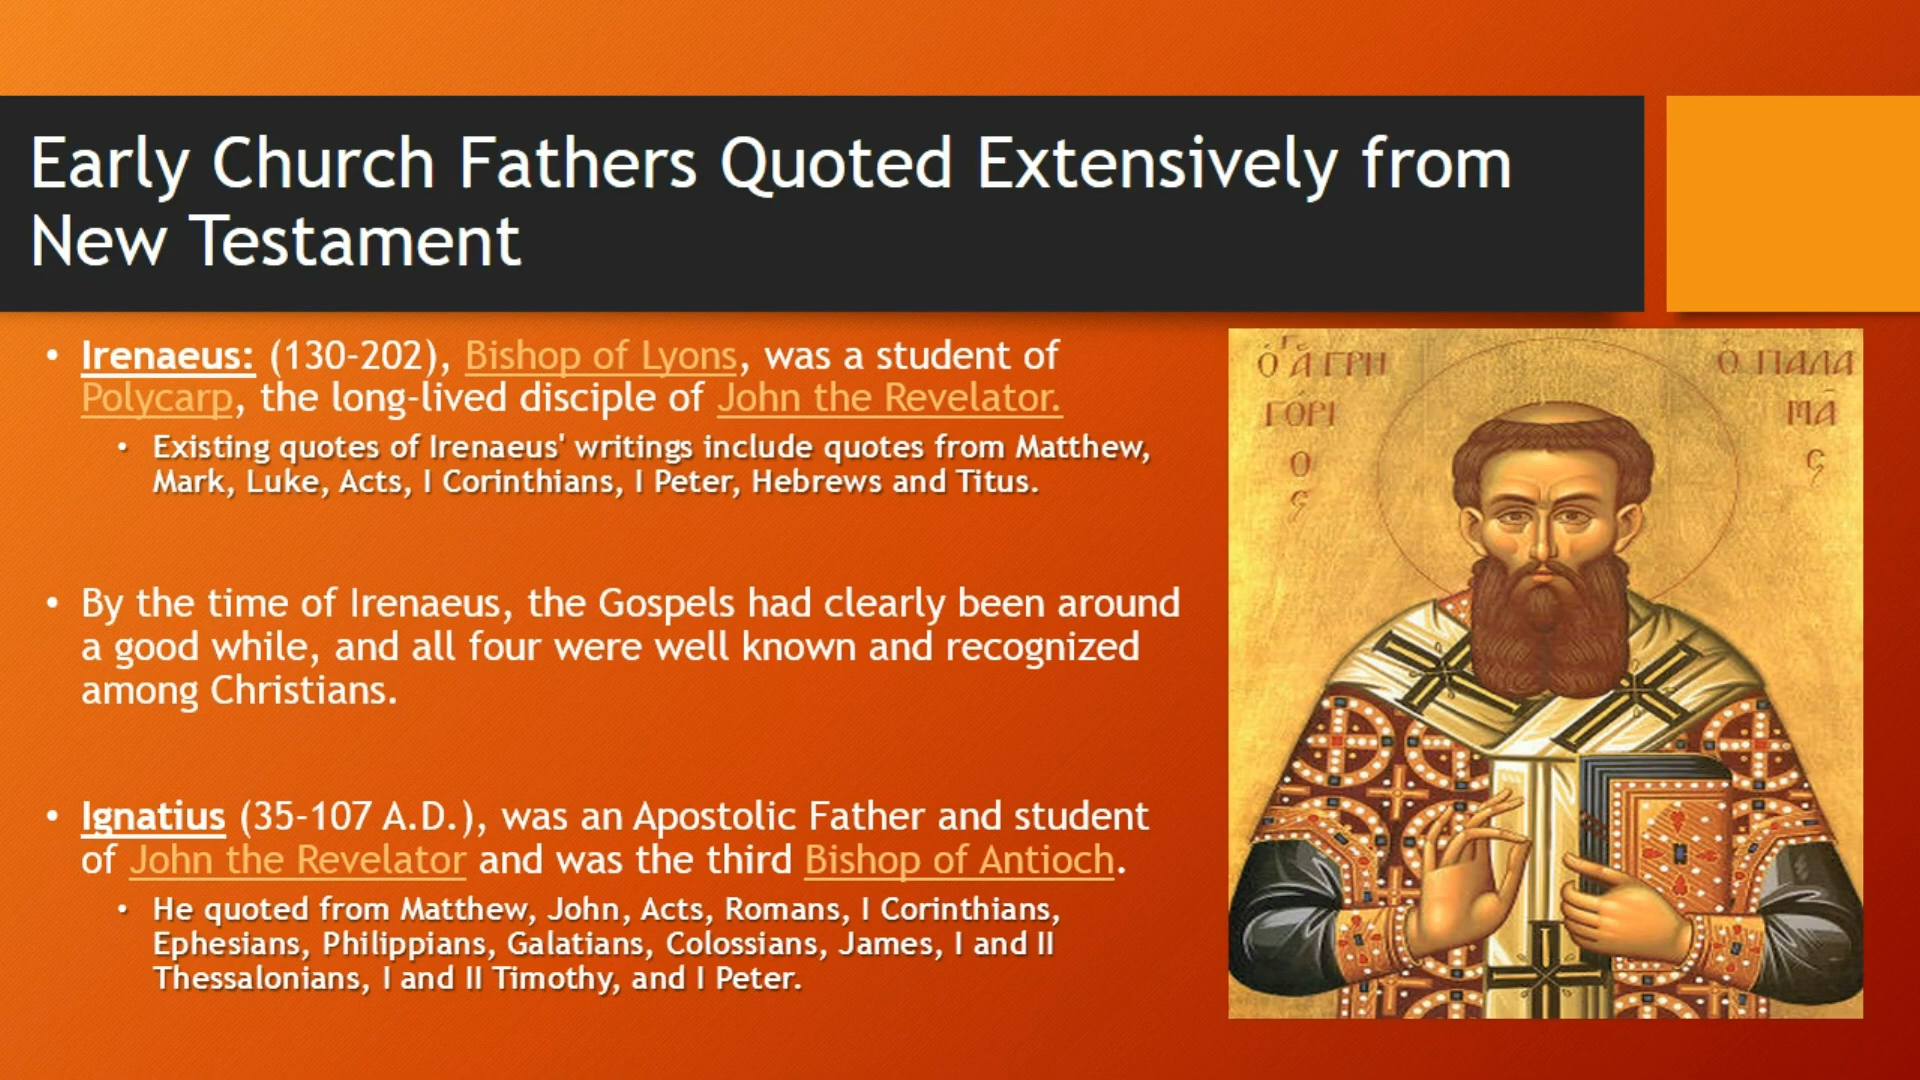 Early Church Fathers Quoted Extensively from
New Testament
• Irenaeus: (130-202), Bishop of Lyons, was a student of
Polycarp, the long-lived disciple of John the Revelator.
• Existing quotes of Irenaeus' writings include quotes from Matthew,
Mark, Luke, Acts, I Corinthians, I Peter, Hebrews and Titus.
• By the time of Irenaeus, the Gospels had clearly been around
a good while, and all four were well known and recognized
among Christians.
• Ignatius (35-107 A.D.), was an Apostolic Father and student
of John the Revelator and was the third Bishop of Antioch.
• He quoted from Matthew, John, Acts, Romans, I Corinthians,
Ephesians, Philippians, Galatians, Colossians, James, I and II
Thessalonians, I and II Timothy, and I Peter.
ΓΡΗ
ΓΌΡΙ
Ο
ς
Ὁ ΠΑΛΑ
ΜΑ͂
ς